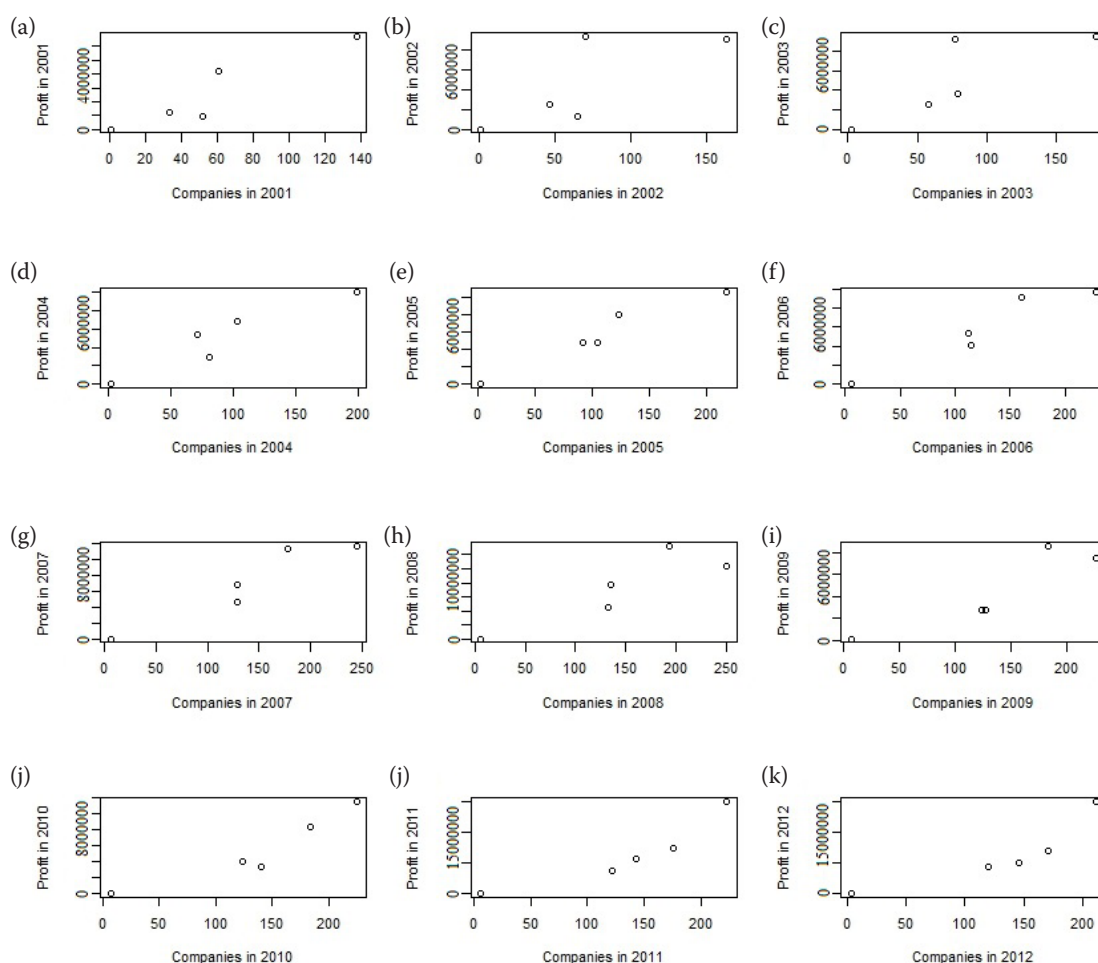 (a) (b) (c)
Profit in 2001
0 4000000
0 20 40 60 80 100 120 140
Companies in 2001
Profit in 2002
0 6000000
0 50 100 150
Companies in 2002
Profit in 2003
0 6000000
0 50 100 150
Companies in 2003
(d) (e) (f)
Profit in 2004
0 6000000
0 50 100 150 200
Companies in 2004
Profit in 2005
0 6000000
0 50 100 150 200
Companies in 2005
Profit in 2006
0 6000000
0 50 100 150 200
Companies in 2006
(g) (h) (i)
Profit in 2007
0 8000000
0 50 100 150 200 250
Companies in 2007
Profit in 2008
0 10000000
0 50 100 150 200 250
Companies in 2008
Profit in 2009
0 6000000
0 50 100 150 200
Companies in 2009
(j) (j) (k)
Profit in 2010
0 8000000
0 50 100 150 200
Companies in 2010
Profit in 2011
0 15000000
0 50 100 150 200
Companies in 2011
Profit in 2012
0 15000000
0 50 100 150 200
Companies in 2012